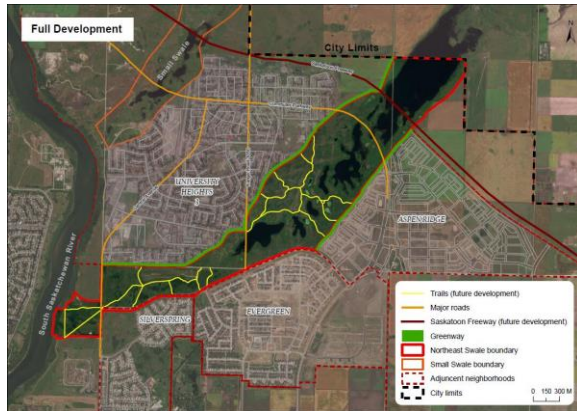 Full Development
City Limits
N
Small Swale
UNIVERSITY
HEIGHTS
ASPEN RIDGE
South Saskatchewan River
SILVERSPRING
EVERGREEN
Trails (future development)
Major roads
Saskatoon Freeway (future development)
Greenway
Northeast Swale boundary
Small Swale boundary
Adjuncent neighborhoods
City limits
0 150 300 M